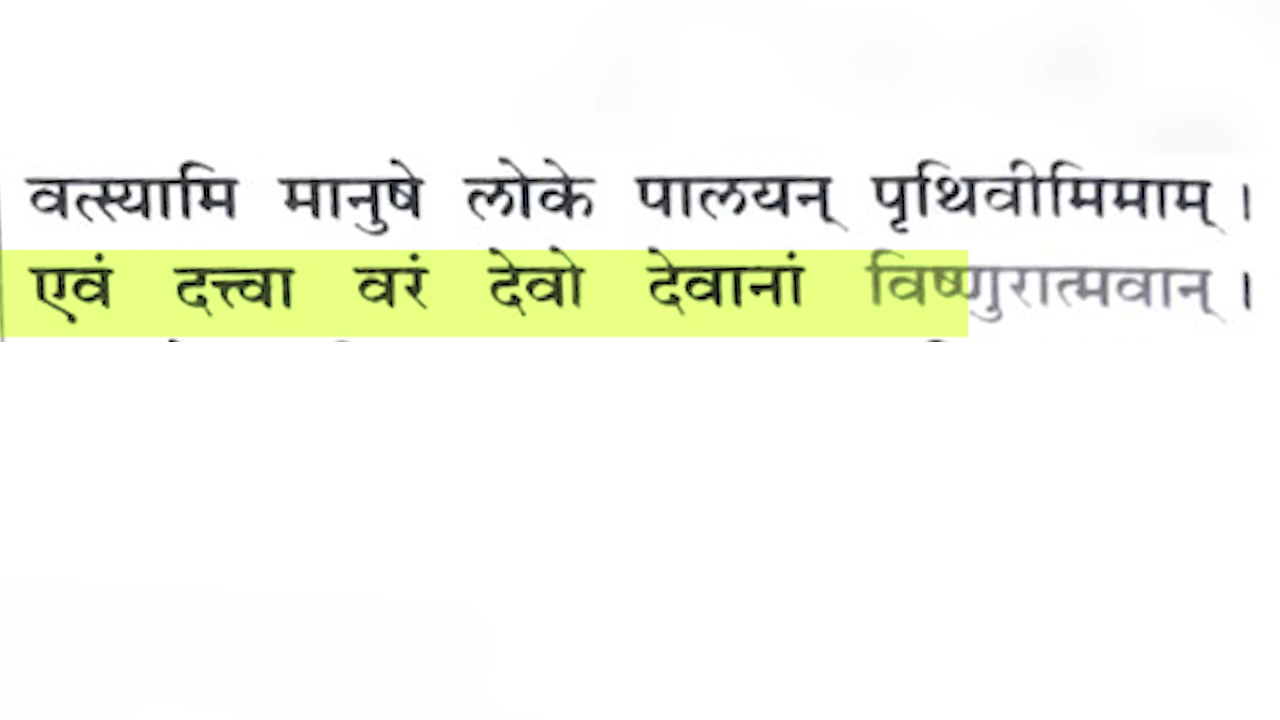 वत्स्यामि मानुषे लोके पालयन् पृथिवीमिमाम् ।
एवं दत्त्वा वरं देवो देवानां विष्णुरात्मवान् ।